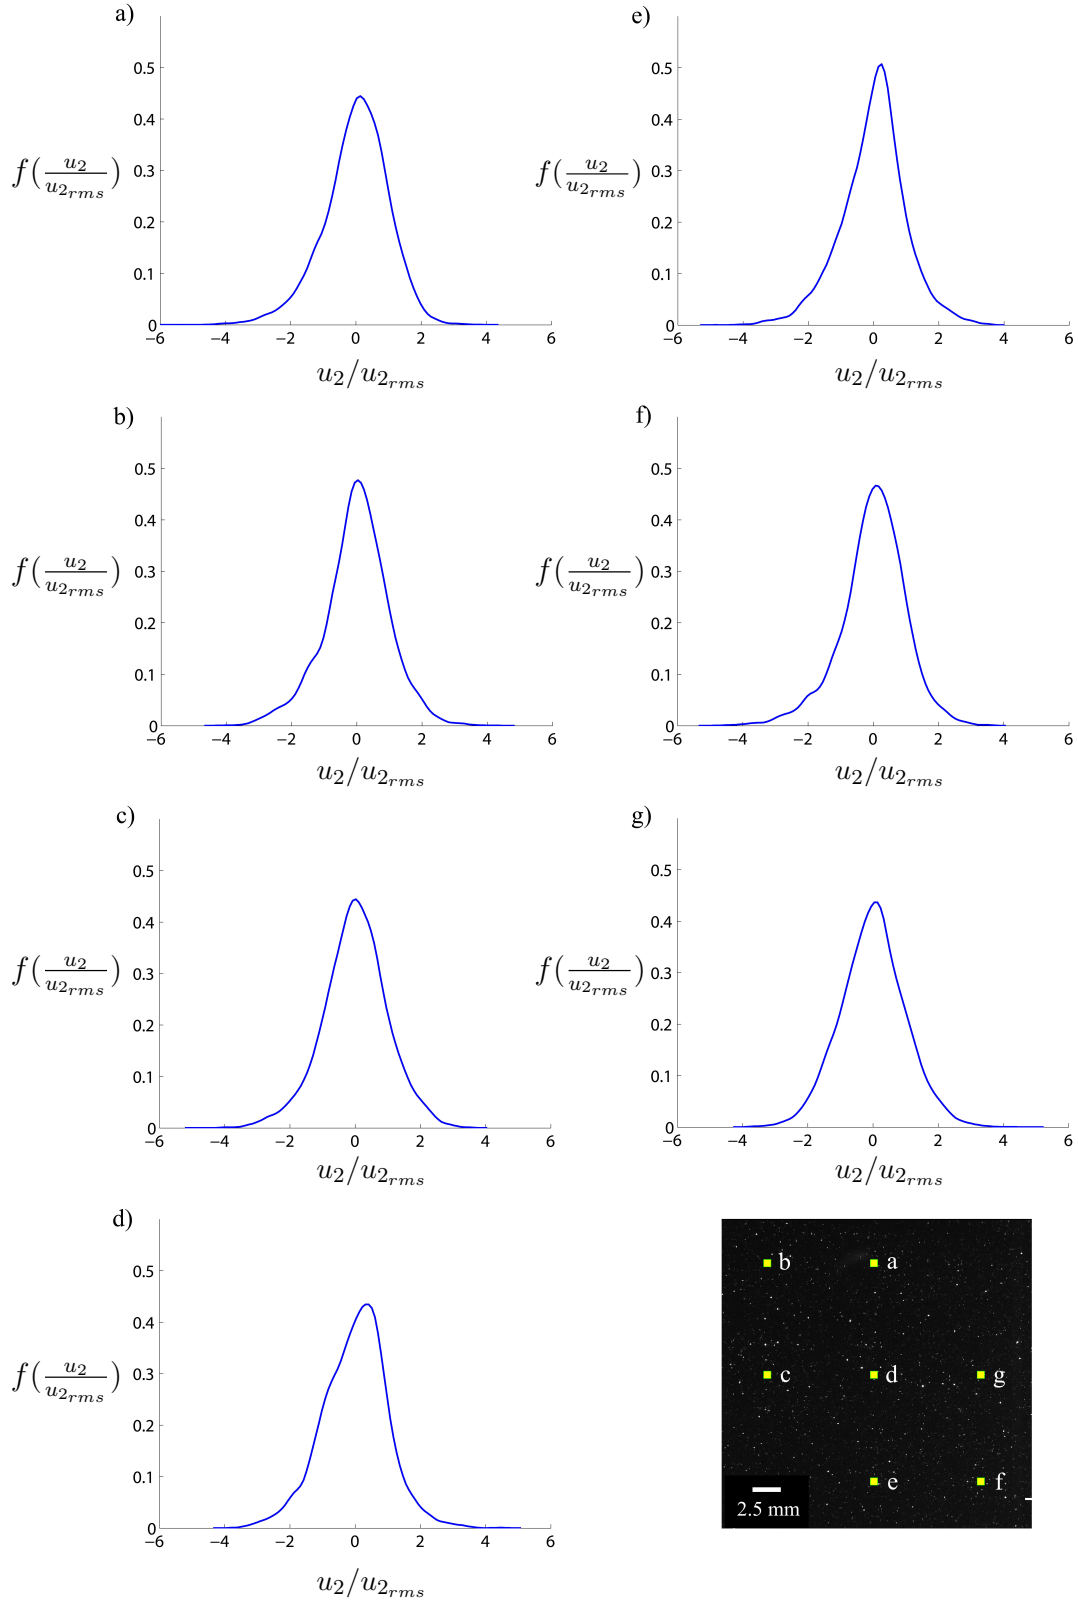 a)
0.5
0.4
0.3
0.2
0.1
0
f(u₂/u₂ᵣₘₛ)
−6 −4 −2 0 2 4 6
u₂/u₂ᵣₘₛ
e)
0.5
0.4
0.3
0.2
0.1
0
f(u₂/u₂ᵣₘₛ)
−6 −4 −2 0 2 4 6
u₂/u₂ᵣₘₛ
b)
0.5
0.4
0.3
0.2
0.1
0
f(u₂/u₂ᵣₘₛ)
−6 −4 −2 0 2 4 6
u₂/u₂ᵣₘₛ
f)
0.5
0.4
0.3
0.2
0.1
0
f(u₂/u₂ᵣₘₛ)
−6 −4 −2 0 2 4 6
u₂/u₂ᵣₘₛ
c)
0.5
0.4
0.3
0.2
0.1
0
f(u₂/u₂ᵣₘₛ)
−6 −4 −2 0 2 4 6
u₂/u₂ᵣₘₛ
g)
0.5
0.4
0.3
0.2
0.1
0
f(u₂/u₂ᵣₘₛ)
−6 −4 −2 0 2 4 6
u₂/u₂ᵣₘₛ
d)
0.5
0.4
0.3
0.2
0.1
0
f(u₂/u₂ᵣₘₛ)
−6 −4 −2 0 2 4 6
u₂/u₂ᵣₘₛ
b a
c d g
e f
2.5 mm